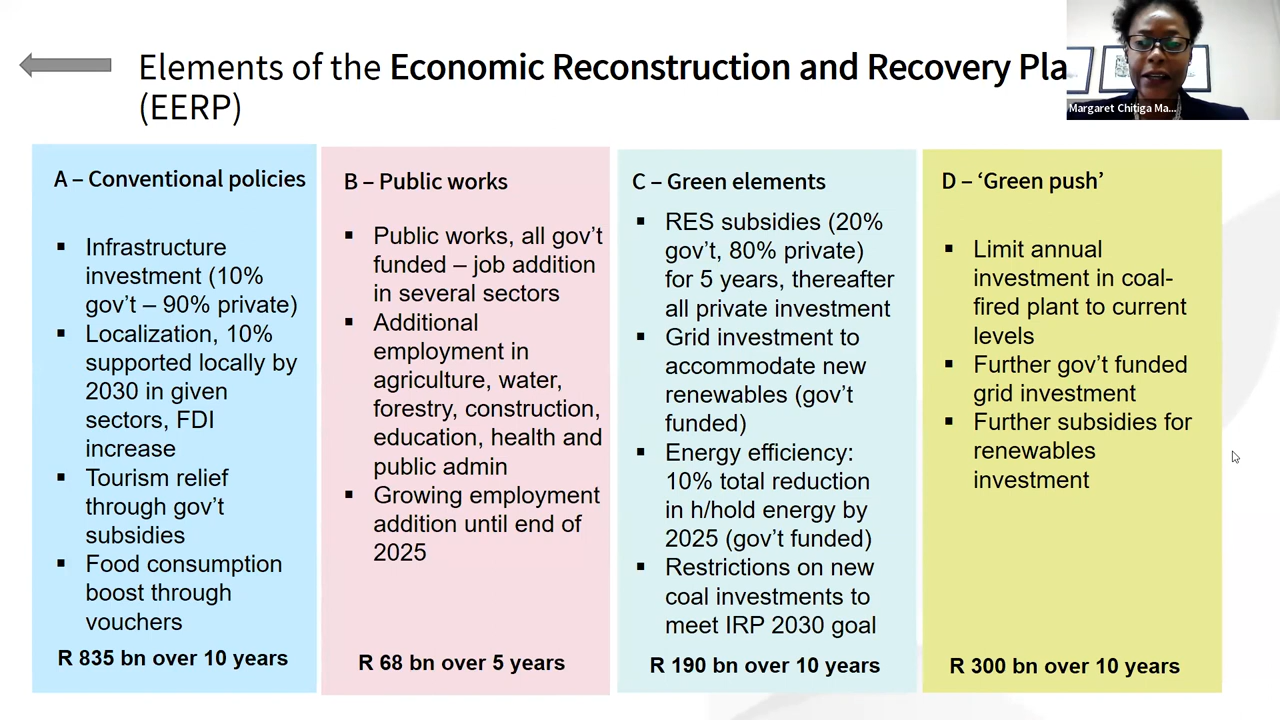 Elements of the Economic Reconstruction and Recovery Pla
(EERP)
Margaret Chitiga Ma...
A – Conventional policies
▪ Infrastructure
investment (10%
gov’t – 90% private)
▪ Localization, 10%
supported locally by
2030 in given
sectors, FDI
increase
▪ Tourism relief
through gov’t
subsidies
▪ Food consumption
boost through
vouchers
R 835 bn over 10 years
B – Public works
▪ Public works, all gov’t
funded – job addition
in several sectors
▪ Additional
employment in
agriculture, water,
forestry, construction,
education, health and
public admin
▪ Growing employment
addition until end of
2025
R 68 bn over 5 years
C – Green elements
▪ RES subsidies (20%
gov’t, 80% private)
for 5 years, thereafter
all private investment
▪ Grid investment to
accommodate new
renewables (gov’t
funded)
▪ Energy efficiency:
10% total reduction
in h/hold energy by
2025 (gov’t funded)
▪ Restrictions on new
coal investments to
meet IRP 2030 goal
R 190 bn over 10 years
D – ‘Green push’
▪ Limit annual
investment in coal-
fired plant to current
levels
▪ Further gov’t funded
grid investment
▪ Further subsidies for
renewables
investment
R 300 bn over 10 years